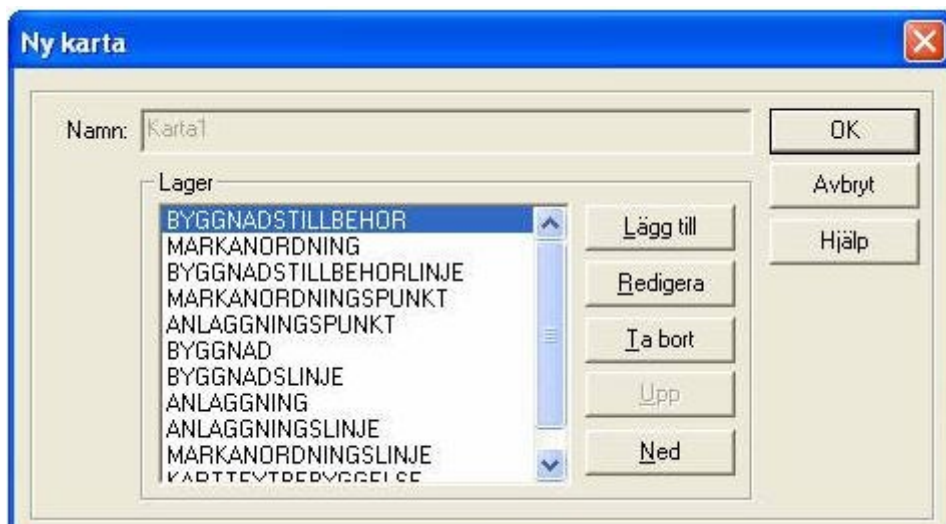 Ny karta
Namn: Karta1
OK
Avbryt
Hjälp
Lager
BYGGNADSTILLBEHOR
MARKANORDNING
BYGGNADSTILLBEHORLINJE
MARKANORDNINGSPUNKT
ANLAGGNINGSPUNKT
BYGGNAD
BYGGNADSLINJE
ANLAGGNING
ANLAGGNINGSLINJE
MARKANORDNINGSLINJE
KARTTEXTBEBYGGELSE
Lägg till
Redigera
Ta bort
Upp
Ned